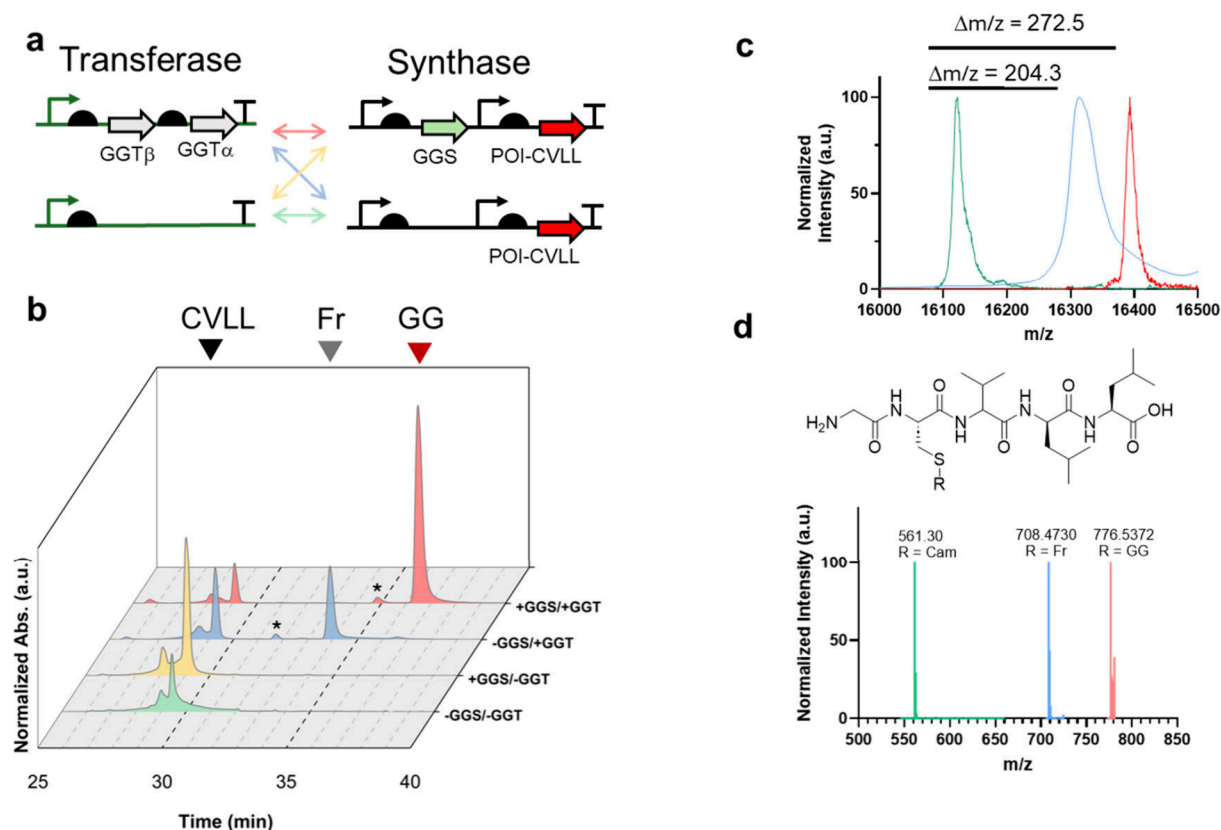 a
Transferase
Synthase
GGTβ
GGTα
GGS
POI-CVLL
POI-CVLL
b
CVLL
Fr
GG
*
*
+GGS/+GGT
-GGS/+GGT
+GGS/-GGT
-GGS/-GGT
Normalized Abs. (a.u.)
25
30
35
40
Time (min)
c
Δm/z = 272.5
Δm/z = 204.3
Normalized
Intensity (a.u.)
100
50
0
16000
16100
16200
16300
16400
16500
m/z
d
H2N
O
H
N
O
S
R
N
H
O
H
N
O
N
H
O
OH
Normalized Intensity (a.u.)
561.30
R = Cam
708.4730
R = Fr
776.5372
R = GG
100
50
0
500
550
600
650
700
750
800
850
m/z